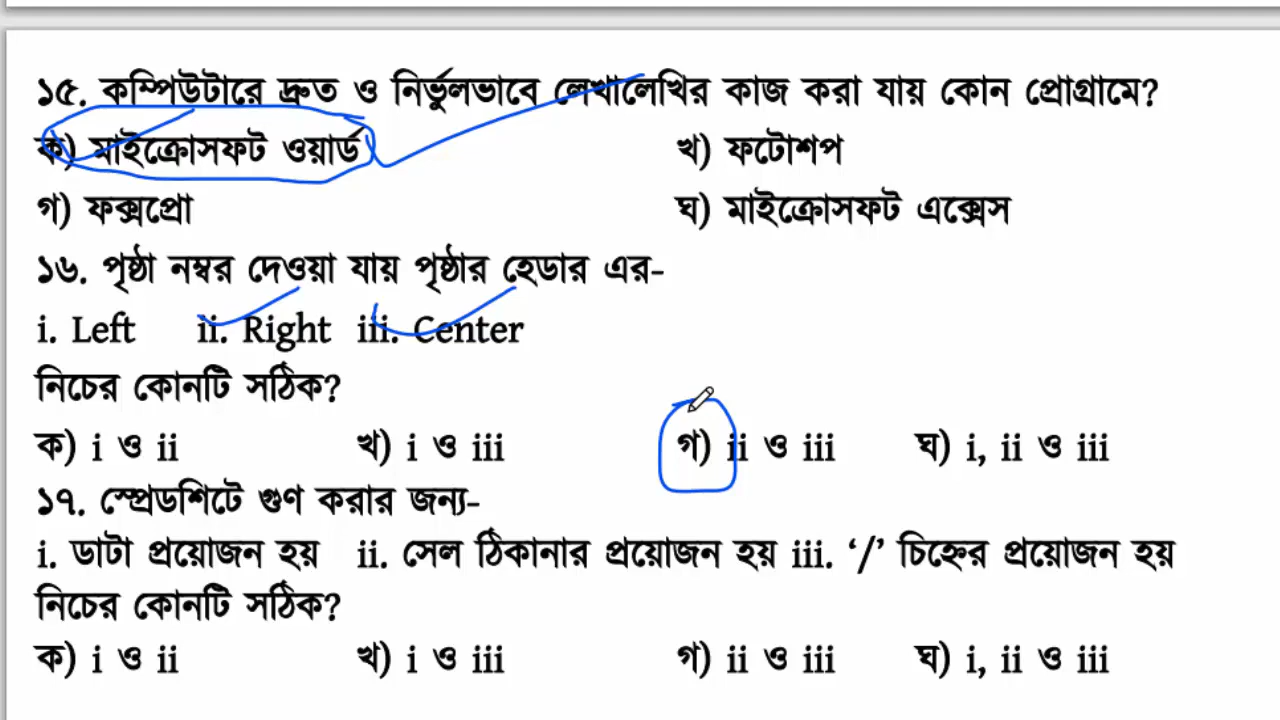 ১৫. কম্পিউটারে দ্রুত ও নির্ভুলভাবে লেখালেখির কাজ করা যায় কোন প্রোগ্রামে?
ক) মাইক্রোসফট ওয়ার্ড খ) ফটোশপ
গ) ফক্সপ্রো ঘ) মাইক্রোসফট এক্সেস
১৬. পৃষ্ঠা নম্বর দেওয়া যায় পৃষ্ঠার হেডার এর-
i. Left ii. Right iii. Center
নিচের কোনটি সঠিক?
ক) i ও ii খ) i ও iii গ) ii ও iii ঘ) i, ii ও iii
১৭. স্প্রেডশিটে গুণ করার জন্য-
i. ডাটা প্রয়োজন হয় ii. সেল ঠিকানার প্রয়োজন হয় iii. ‘/’ চিহ্নের প্রয়োজন হয়
নিচের কোনটি সঠিক?
ক) i ও ii খ) i ও iii গ) ii ও iii ঘ) i, ii ও iii